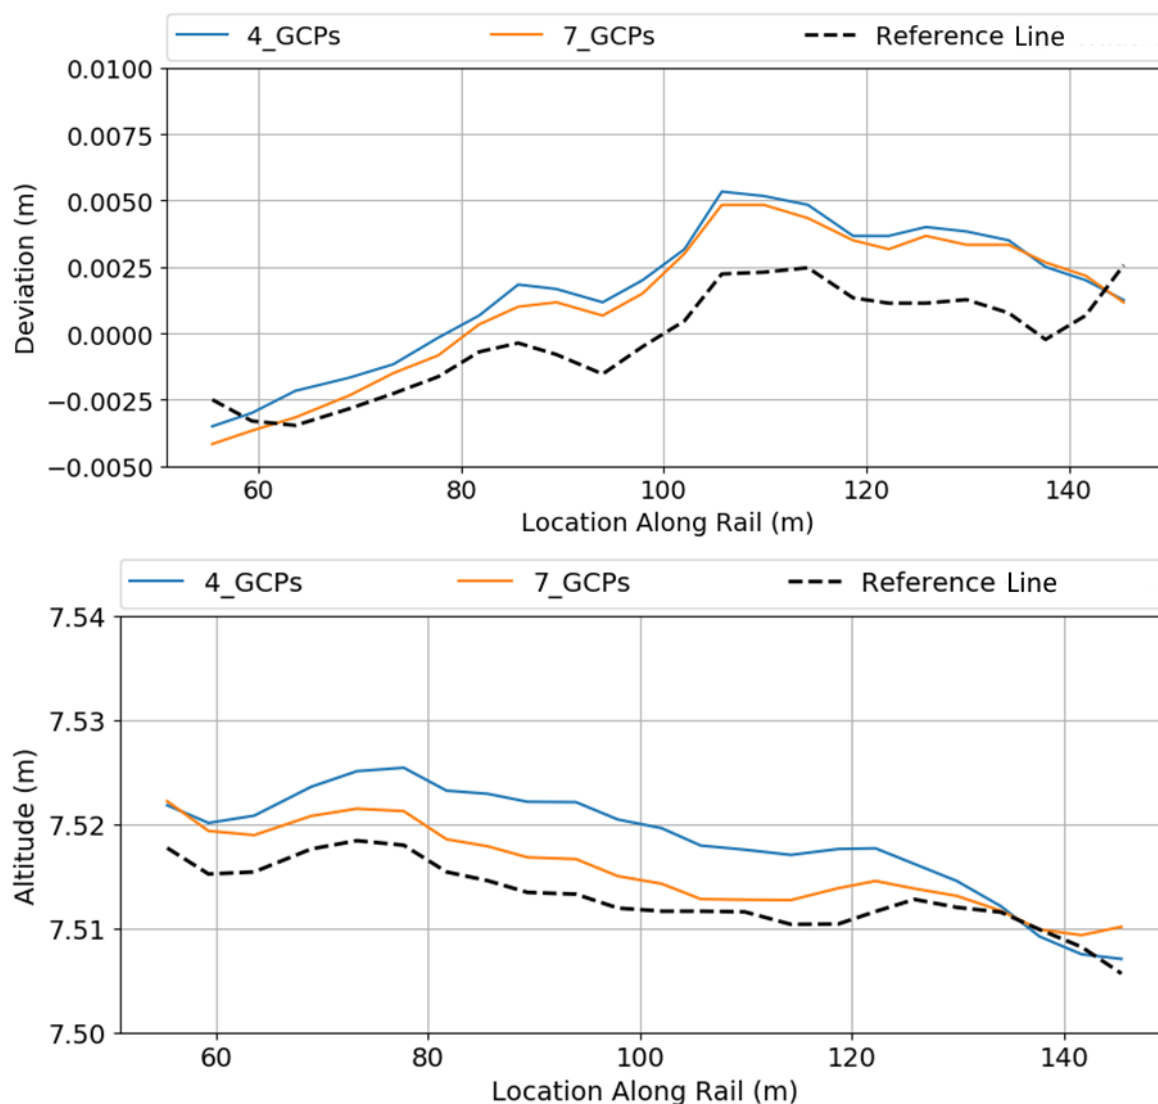 4_GCPs 7_GCPs Reference Line
0.0100
0.0075
0.0050
0.0025
0.0000
−0.0025
−0.0050
Deviation (m)
60 80 100 120 140
Location Along Rail (m)
4_GCPs 7_GCPs Reference Line
7.54
7.53
7.52
7.51
7.50
Altitude (m)
60 80 100 120 140
Location Along Rail (m)